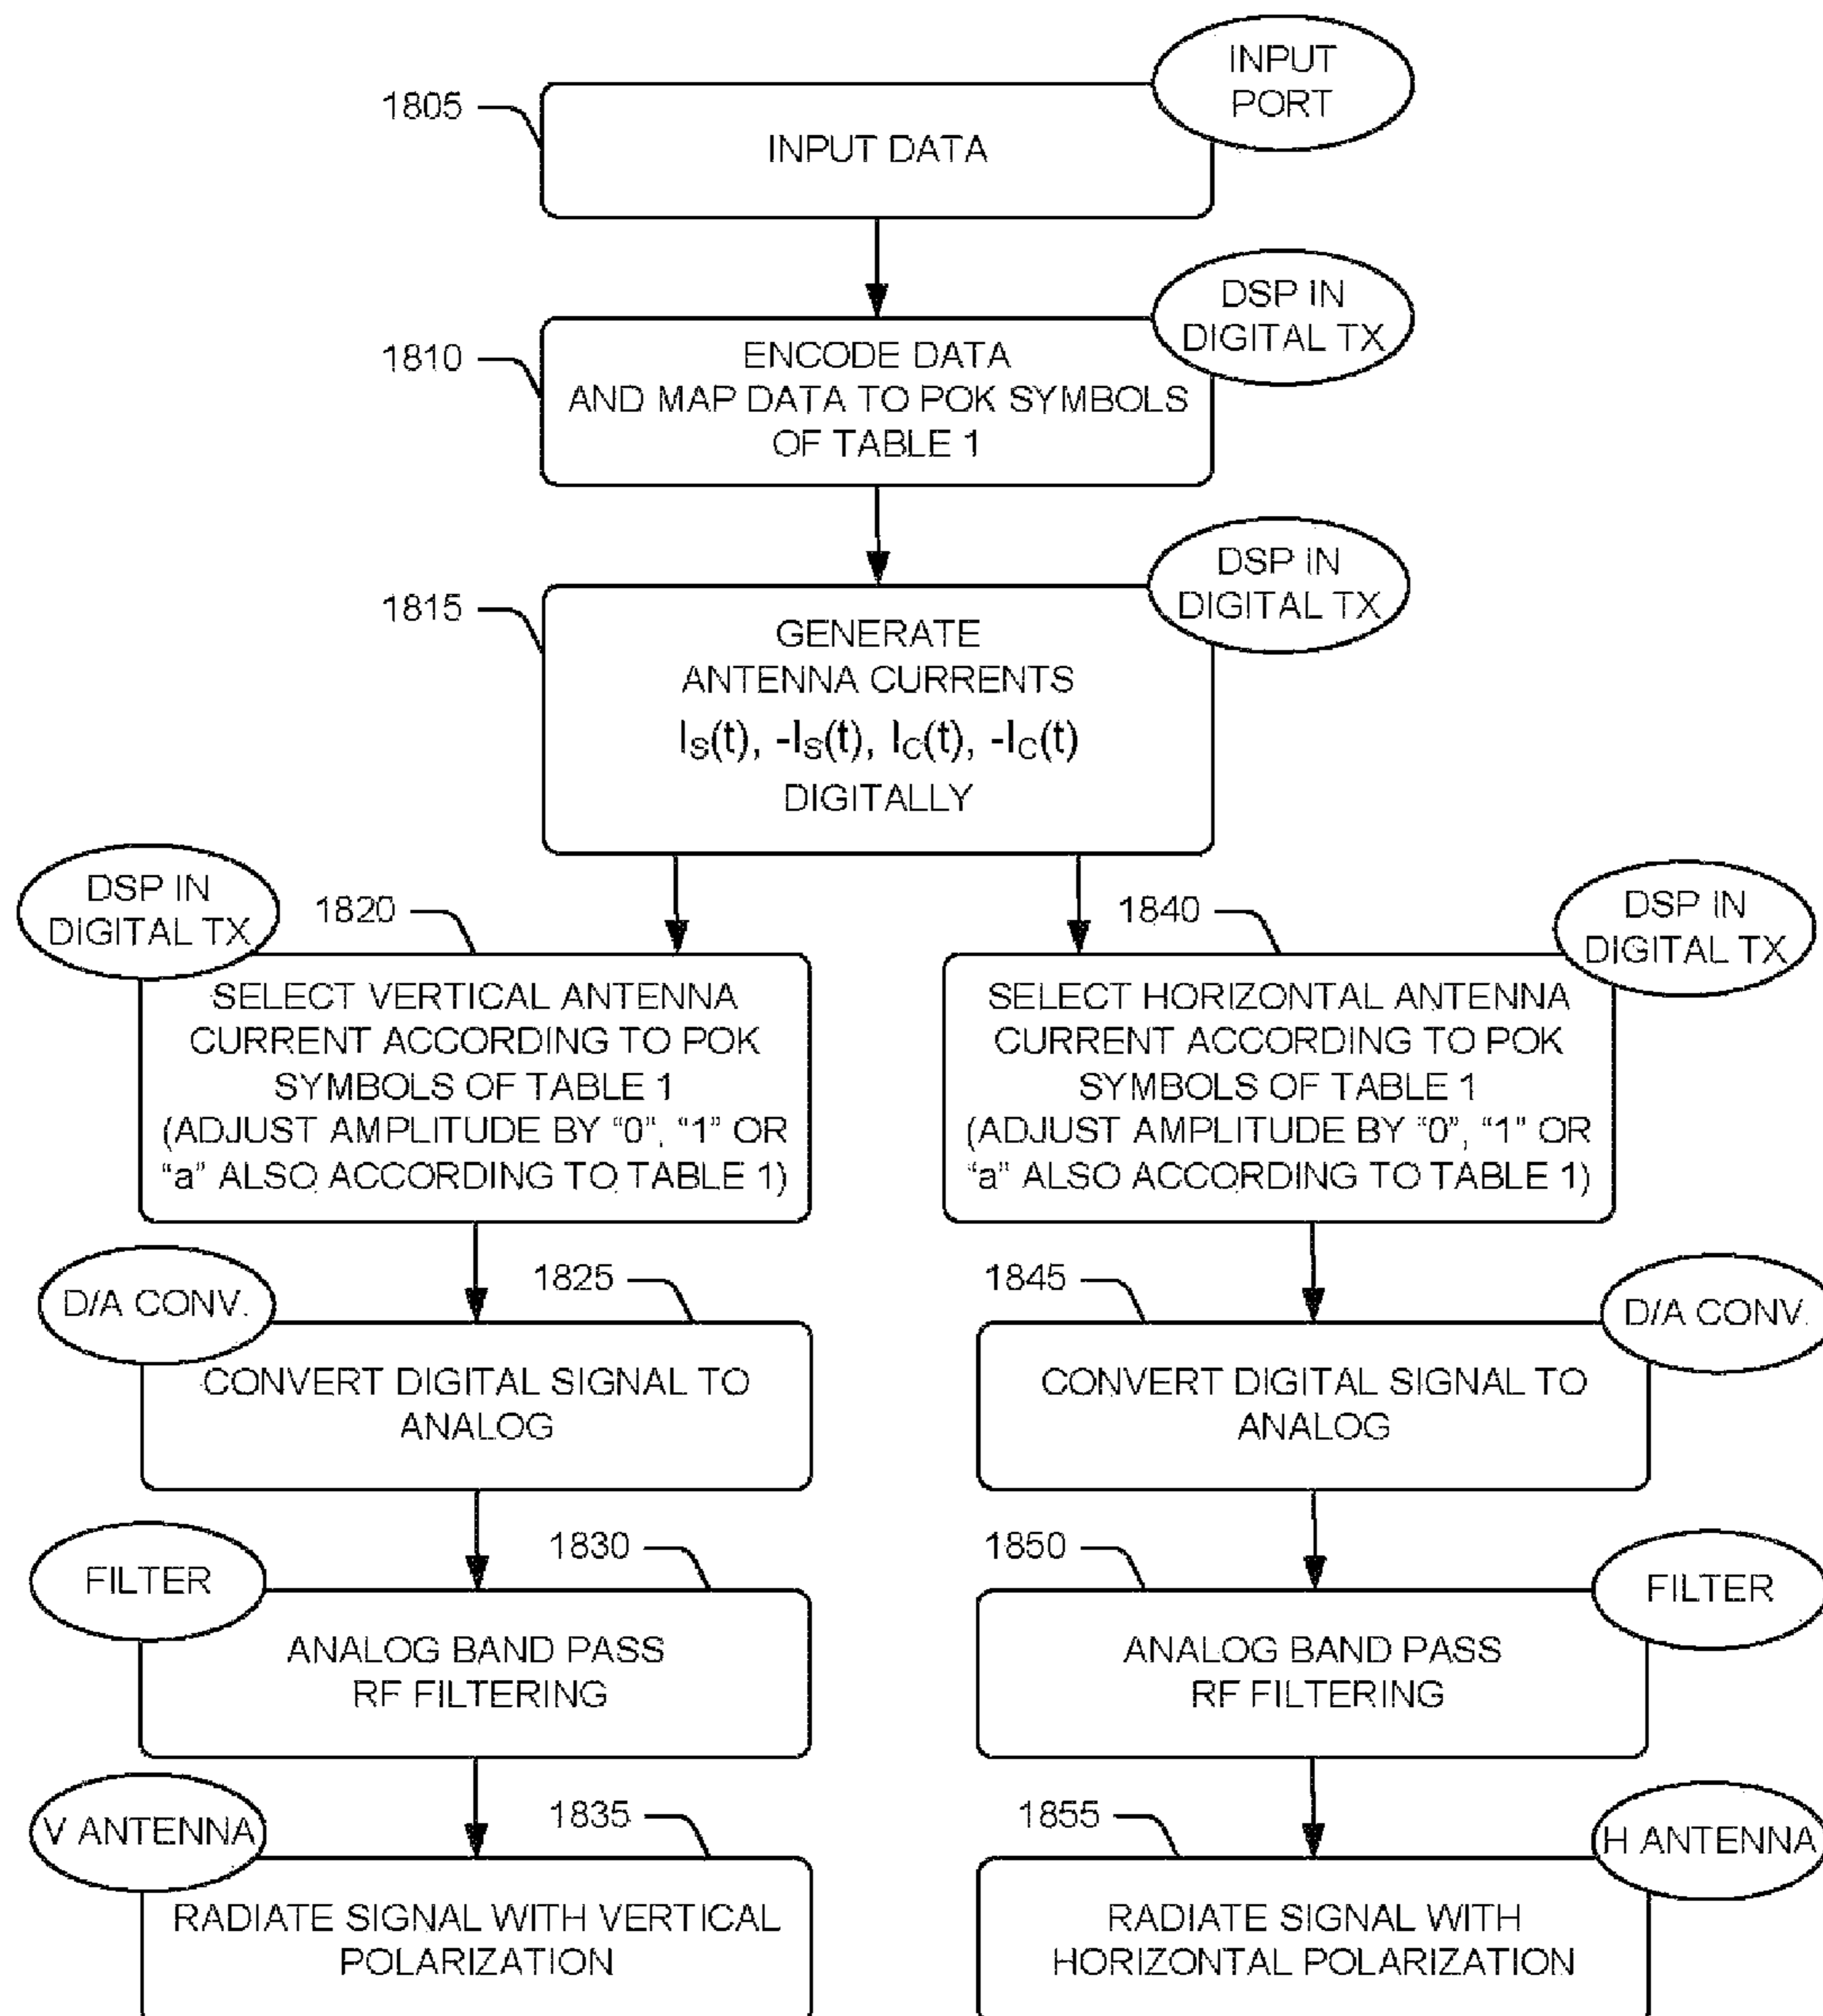 INPUT
PORT
1805
INPUT DATA
DSP IN
DIGITAL TX
1810
ENCODE DATA
AND MAP DATA TO POK SYMBOLS
OF TABLE 1
DSP IN
DIGITAL TX
1815
GENERATE
ANTENNA CURRENTS
I_S(t), -I_S(t), I_C(t), -I_C(t)
DIGITALLY
DSP IN
DIGITAL TX
1820
SELECT VERTICAL ANTENNA
CURRENT ACCORDING TO POK
SYMBOLS OF TABLE 1
(ADJUST AMPLITUDE BY “0”, “1” OR
“a” ALSO ACCORDING TO TABLE 1)
1840
DSP IN
DIGITAL TX
SELECT HORIZONTAL ANTENNA
CURRENT ACCORDING TO POK
SYMBOLS OF TABLE 1
(ADJUST AMPLITUDE BY “0”, “1” OR
“a” ALSO ACCORDING TO TABLE 1)
D/A CONV.
1825
CONVERT DIGITAL SIGNAL TO
ANALOG
1845
D/A CONV.
CONVERT DIGITAL SIGNAL TO
ANALOG
FILTER
1830
ANALOG BAND PASS
RF FILTERING
1850
FILTER
ANALOG BAND PASS
RF FILTERING
V ANTENNA
1835
RADIATE SIGNAL WITH VERTICAL
POLARIZATION
1855
H ANTENNA
RADIATE SIGNAL WITH
HORIZONTAL POLARIZATION